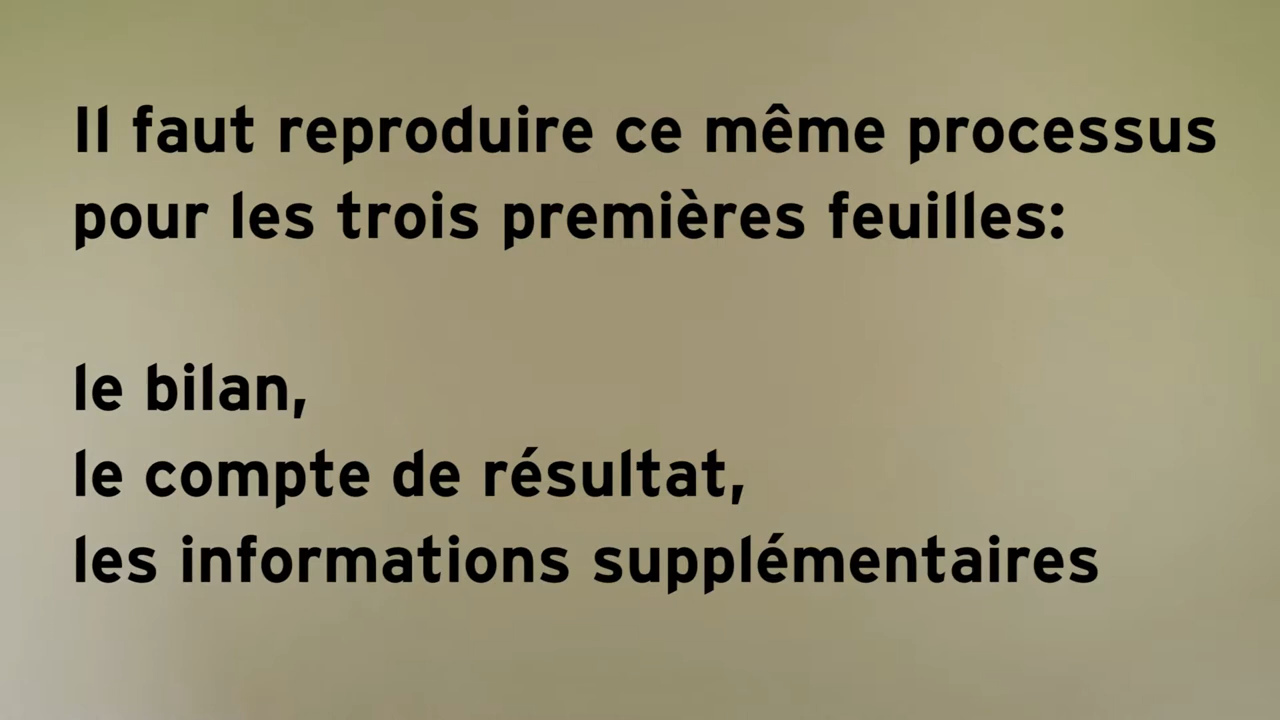 Il faut reproduire ce même processus
pour les trois premières feuilles:
le bilan,
le compte de résultat,
les informations supplémentaires